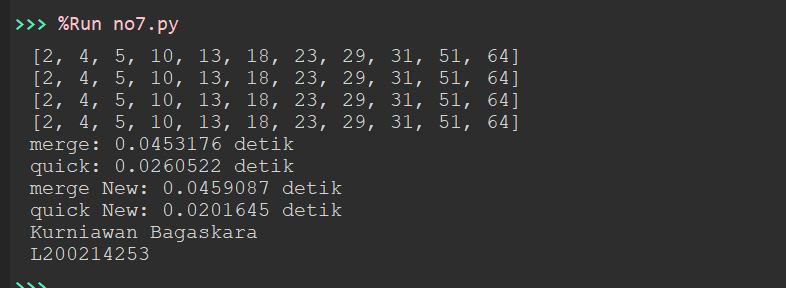 >>> %Run no7.py
[2, 4, 5, 10, 13, 18, 23, 29, 31, 51, 64]
[2, 4, 5, 10, 13, 18, 23, 29, 31, 51, 64]
[2, 4, 5, 10, 13, 18, 23, 29, 31, 51, 64]
[2, 4, 5, 10, 13, 18, 23, 29, 31, 51, 64]
merge: 0.0453176 detik
quick: 0.0260522 detik
merge New: 0.0459087 detik
quick New: 0.0201645 detik
Kurniawan Bagaskara
L200214253
>>>